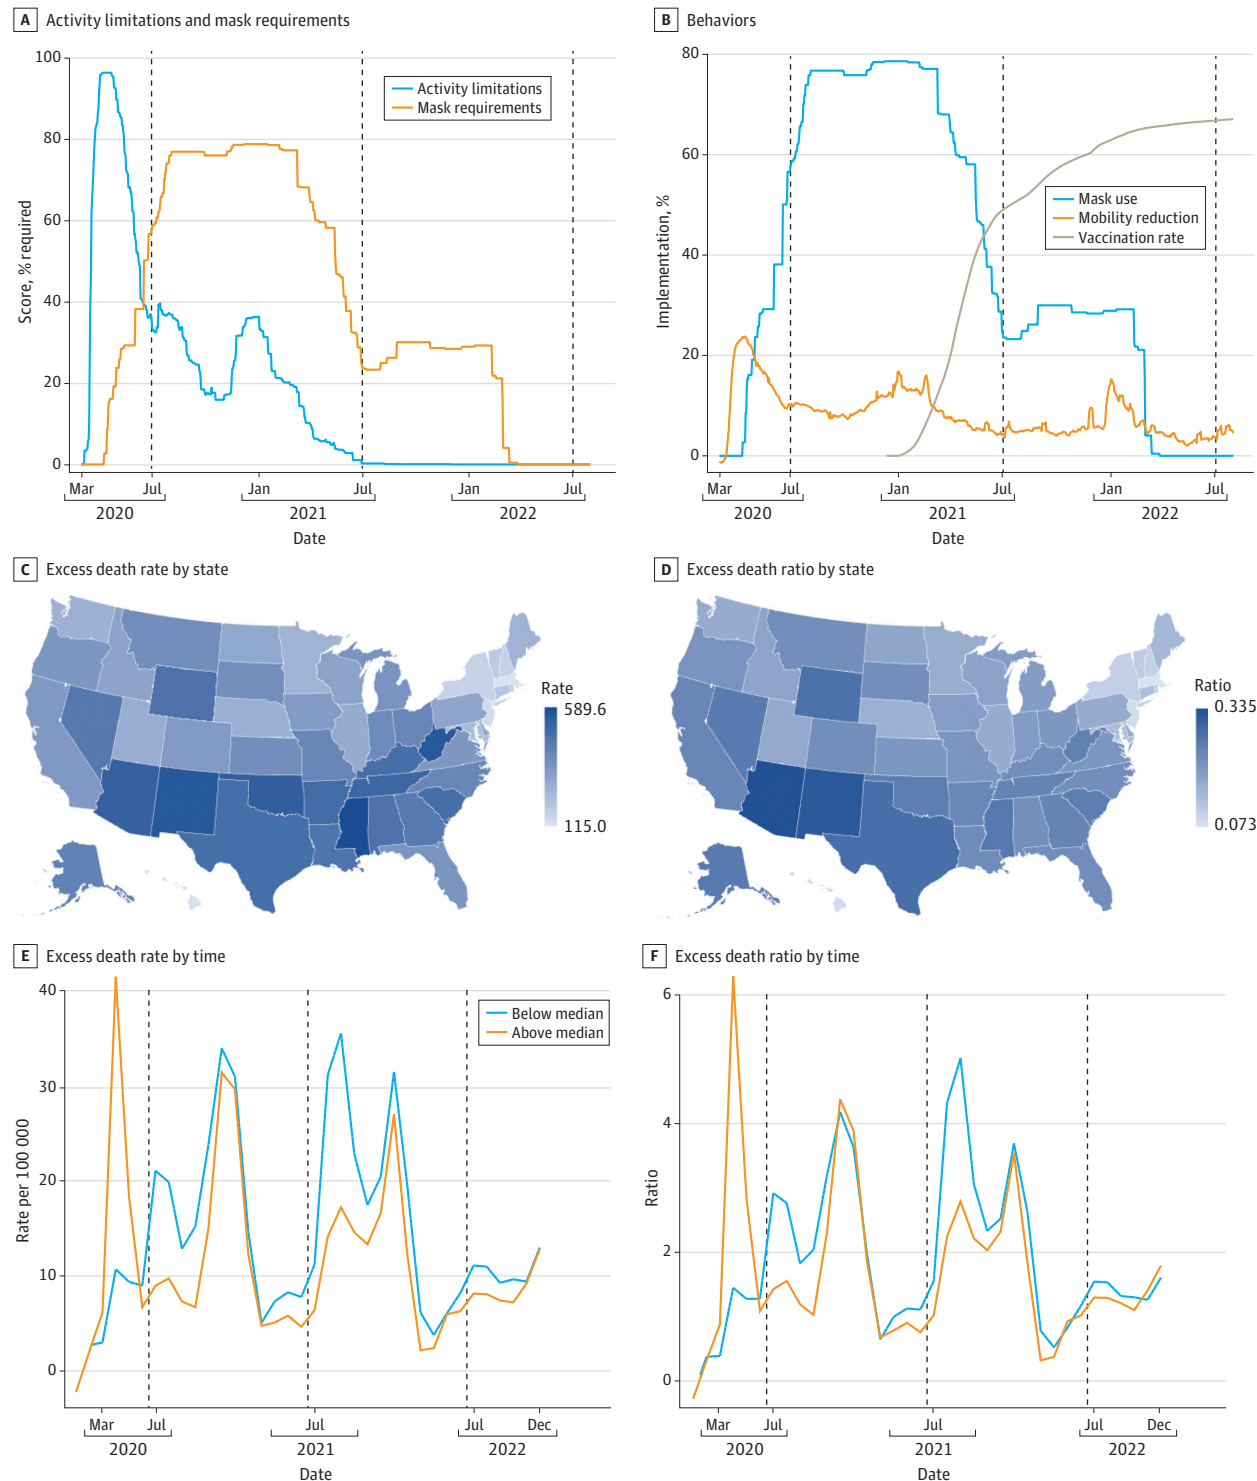 A Activity limitations and mask requirements
100
80
60
40
20
0
Score, % required
Activity limitations
Mask requirements
Mar Jul Jan Jul Jan Jul
2020 2021 2022
Date
B Behaviors
80
60
40
20
0
Implementation, %
Mask use
Mobility reduction
Vaccination rate
Mar Jul Jan Jul Jan Jul
2020 2021 2022
Date
C Excess death rate by state
Rate
589.6
115.0
D Excess death ratio by state
Ratio
0.335
0.073
E Excess death rate by time
40
30
20
10
0
Rate per 100 000
Below median
Above median
Mar Jul Jul Jul Dec
2020 2021 2022
Date
F Excess death ratio by time
6
4
2
0
Ratio
Mar Jul Jul Jul Dec
2020 2021 2022
Date